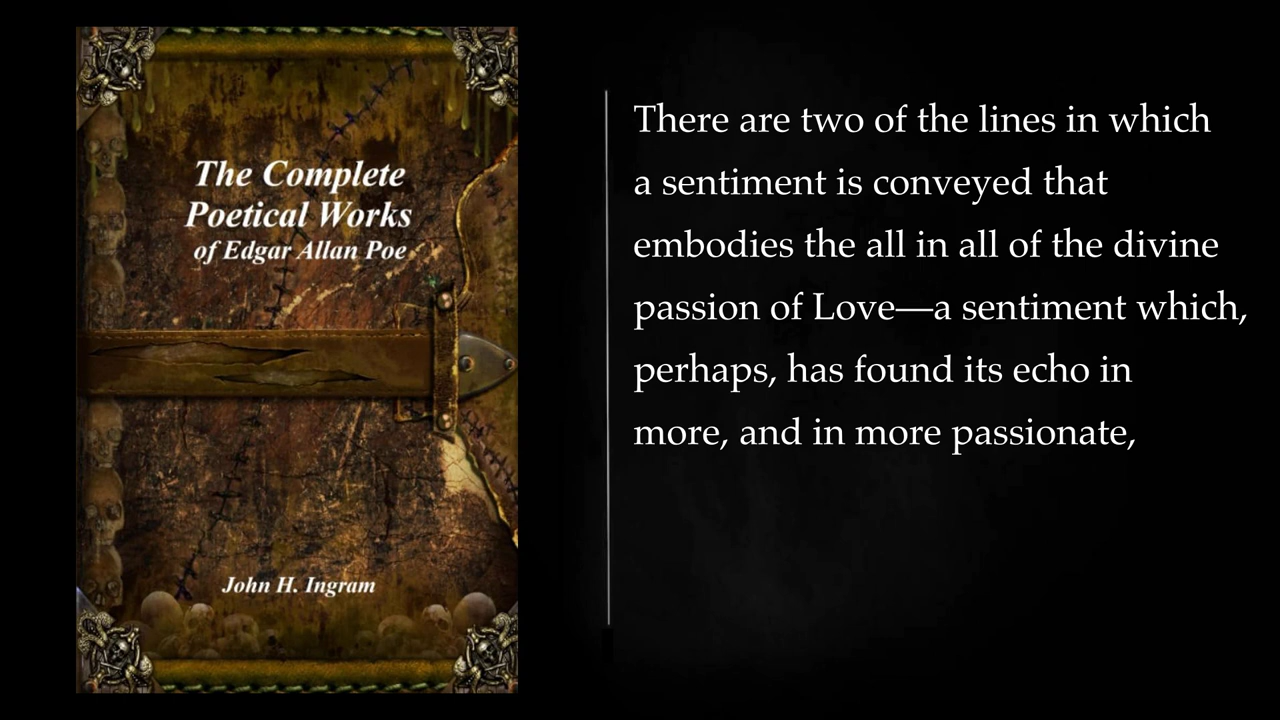 The Complete
Poetical Works
of Edgar Allan Poe
John H. Ingram
There are two of the lines in which
a sentiment is conveyed that
embodies the all in all of the divine
passion of Love—a sentiment which,
perhaps, has found its echo in
more, and in more passionate,